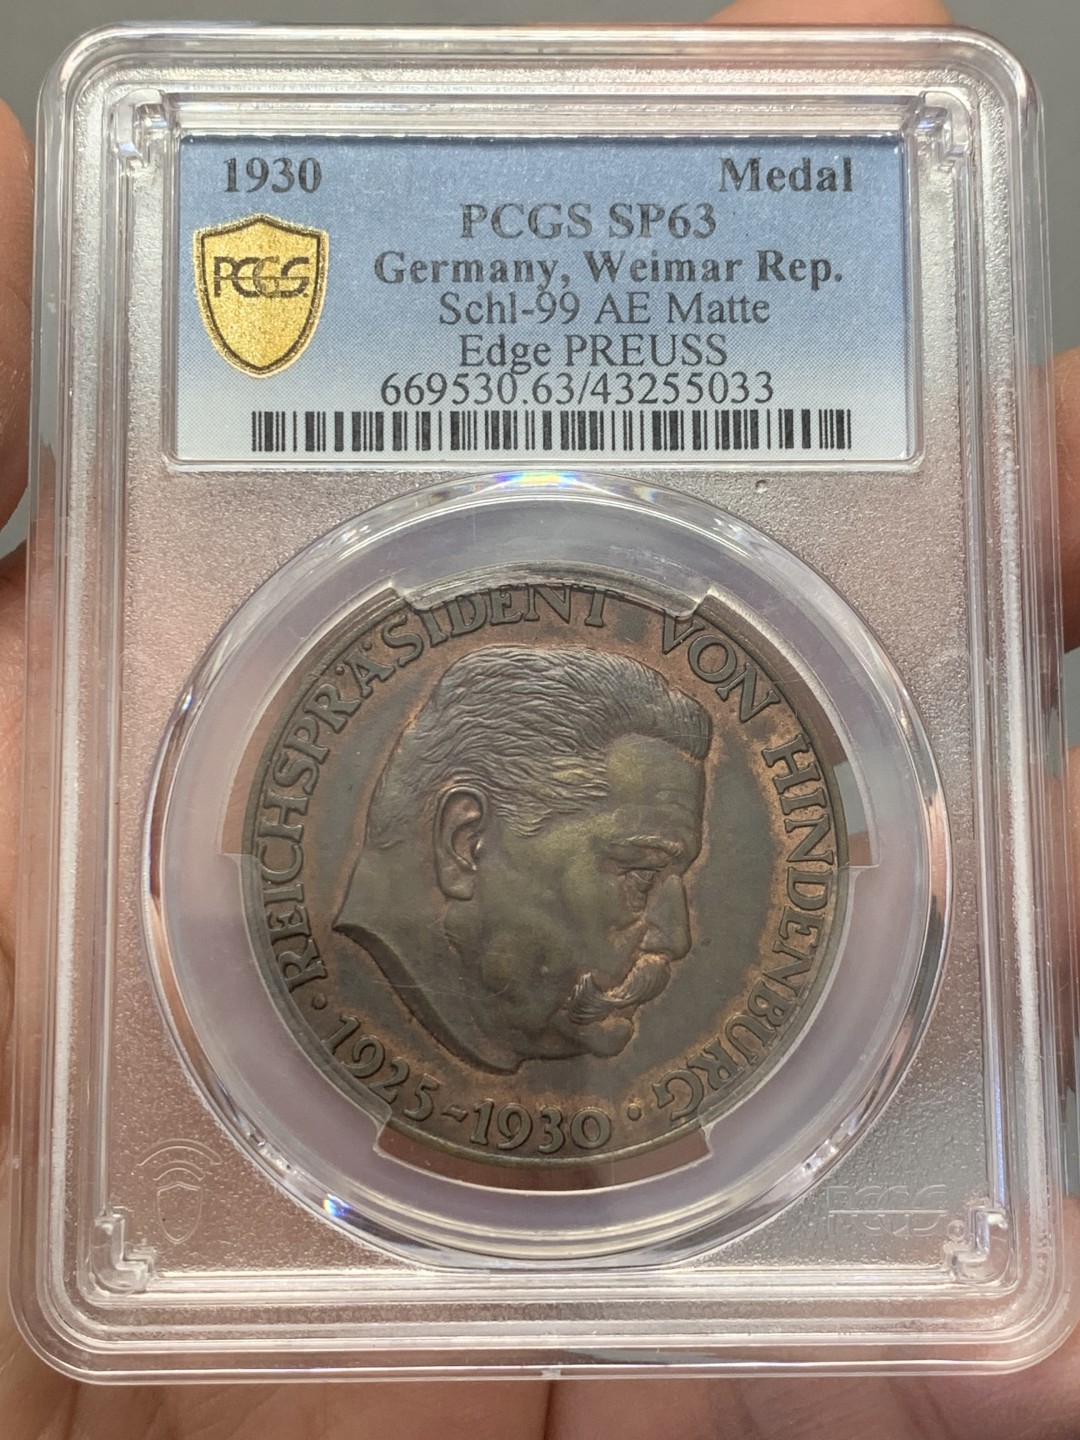 1930 Medal
PCGS SP63
PCGS Germany, Weimar Rep.
Schl-99 AE Matte
Edge PREUSS
669530.63/43255033
· REICHSPRÄSIDENT VON HINDENBURG ·
1925-1930
PCGS